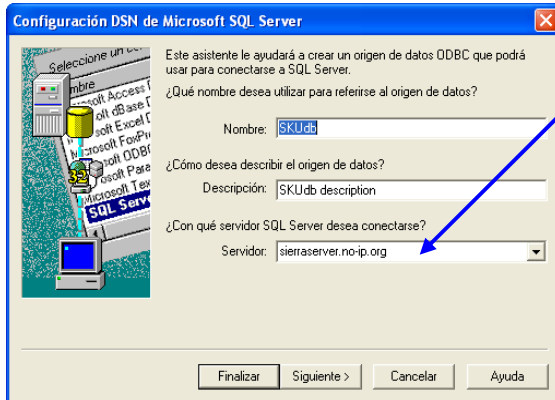 Configuración DSN de Microsoft SQL Server
Seleccione un
Este asistente le ayudará a crear un origen de datos ODBC que podrá
usar para conectarse a SQL Server.
¿Qué nombre desea utilizar para referirse al origen de datos?
Nombre: SKUdb
¿Cómo desea describir el origen de datos?
Descripción: SKUdb description
¿Con qué servidor SQL Server desea conectarse?
Servidor: sierraserver.no-ip.org
Finalizar Siguiente > Cancelar Ayuda